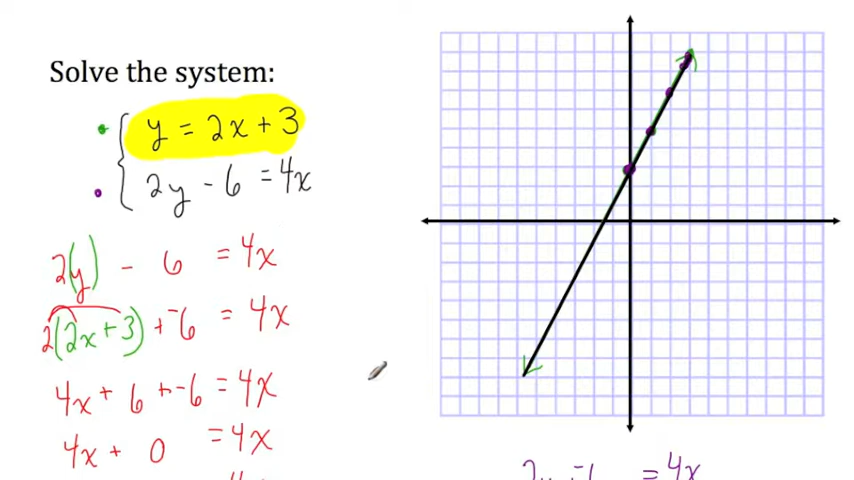 Solve the system:
y = 2x + 3
2y - 6 = 4x
2(y) - 6 = 4x
2(2x + 3) + -6 = 4x
4x + 6 + -6 = 4x
4x + 0 = 4x